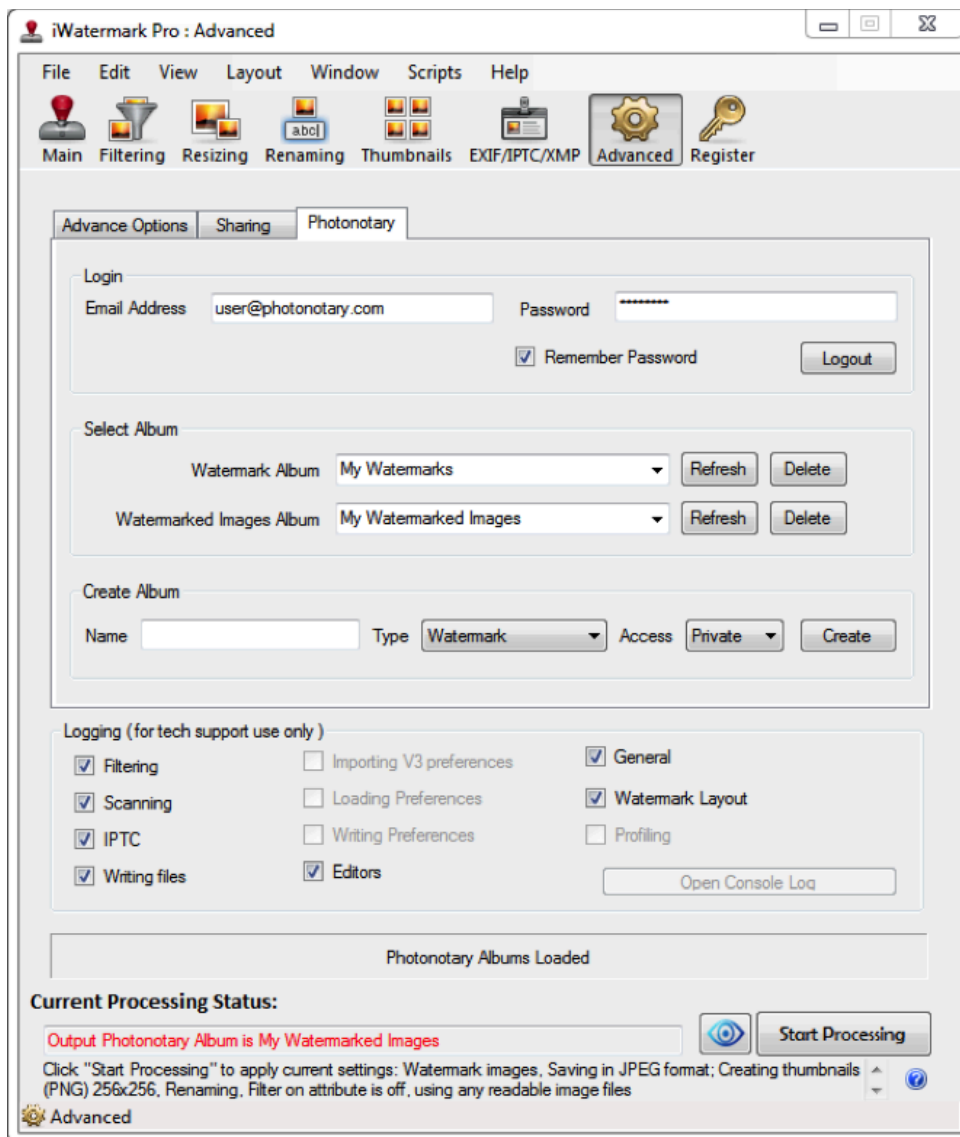 iWatermark Pro : Advanced
File Edit View Layout Window Scripts Help
abc
Main Filtering Resizing Renaming Thumbnails EXIF/IPTC/XMP Advanced Register
Advance Options Sharing Photonotary
Login
Email Address user@photonotary.com Password ********
Remember Password Logout
Select Album
Watermark Album My Watermarks Refresh Delete
Watermarked Images Album My Watermarked Images Refresh Delete
Create Album
Name Type Watermark Access Private Create
Logging ( for tech support use only )
Filtering Importing V3 preferences General
Scanning Loading Preferences Watermark Layout
IPTC Writing Preferences Profiling
Writing files Editors Open Console Log
Photonotary Albums Loaded
Current Processing Status:
Output Photonotary Album is My Watermarked Images Start Processing
Click "Start Processing" to apply current settings: Watermark images, Saving in JPEG format; Creating thumbnails
(PNG) 256x256, Renaming, Filter on attribute is off, using any readable image files
Advanced